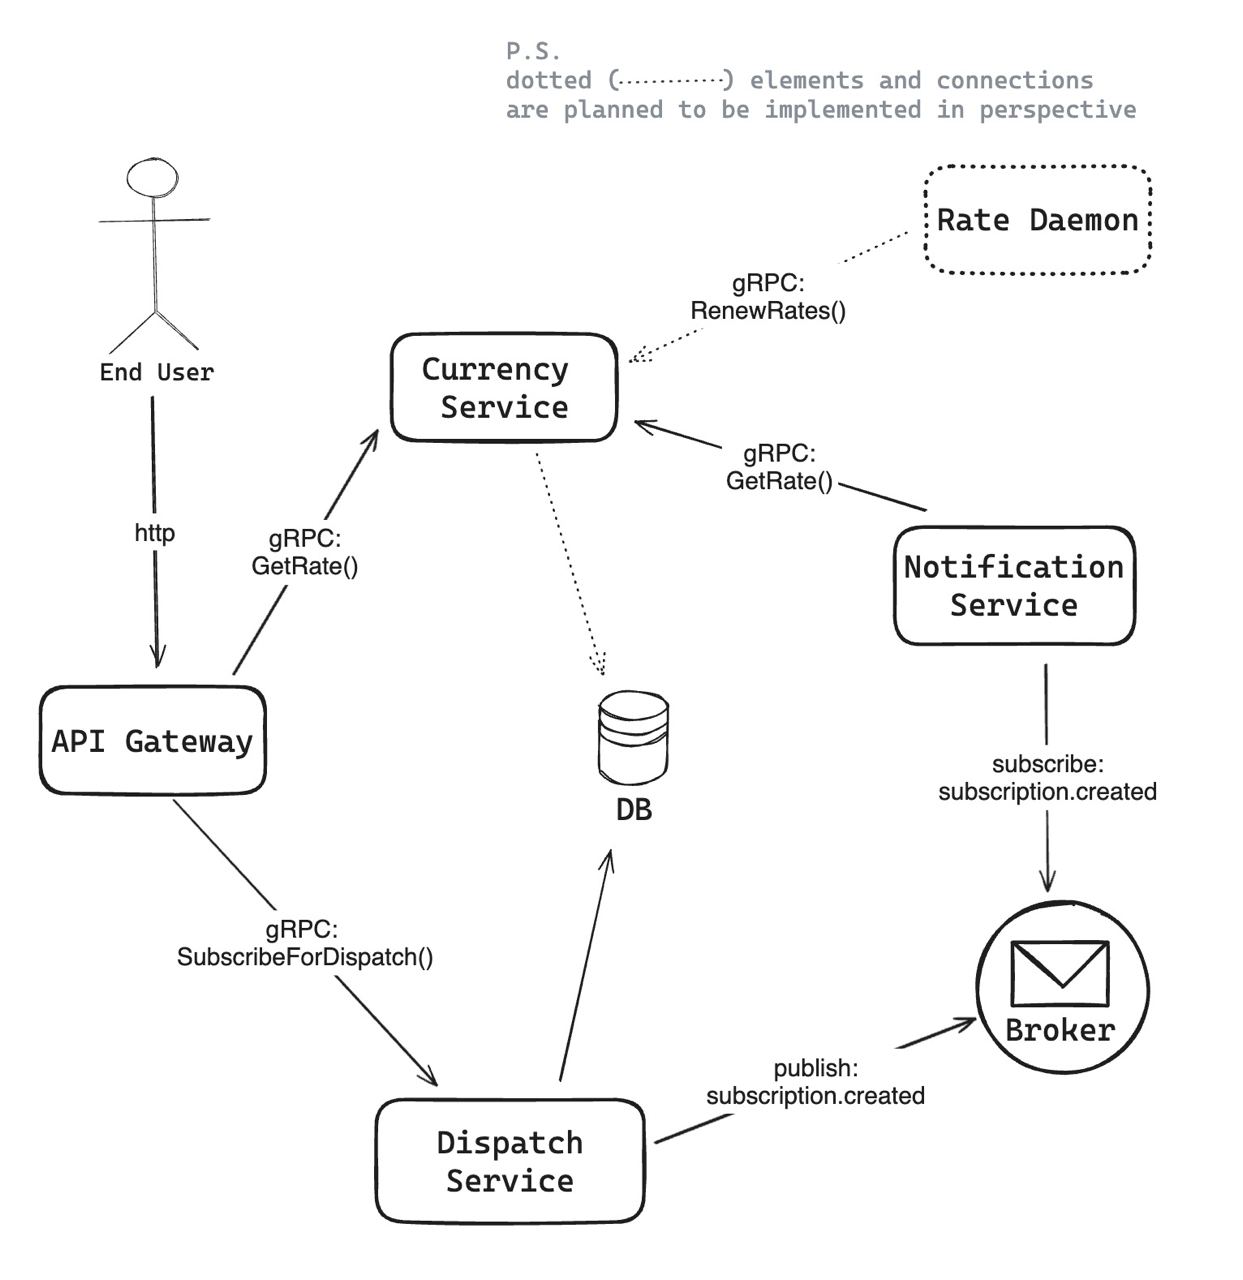 P.S.
dotted (............) elements and connections
are planned to be implemented in perspective
Rate Daemon
gRPC:
RenewRates()
End User
Currency
Service
gRPC:
GetRate()
http
gRPC:
GetRate()
Notification
Service
API Gateway
subscribe:
subscription.created
DB
gRPC:
SubscribeForDispatch()
Broker
publish:
subscription.created
Dispatch
Service